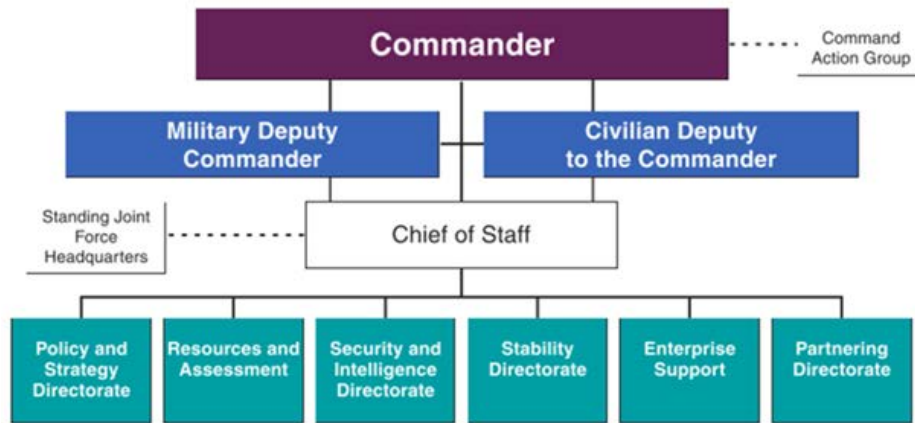 Commander
Command
Action Group
Military Deputy
Commander
Civilian Deputy
to the Commander
Standing Joint
Force
Headquarters
Chief of Staff
Policy and
Strategy
Directorate
Resources and
Assessment
Security and
Intelligence
Directorate
Stability
Directorate
Enterprise
Support
Partnering
Directorate